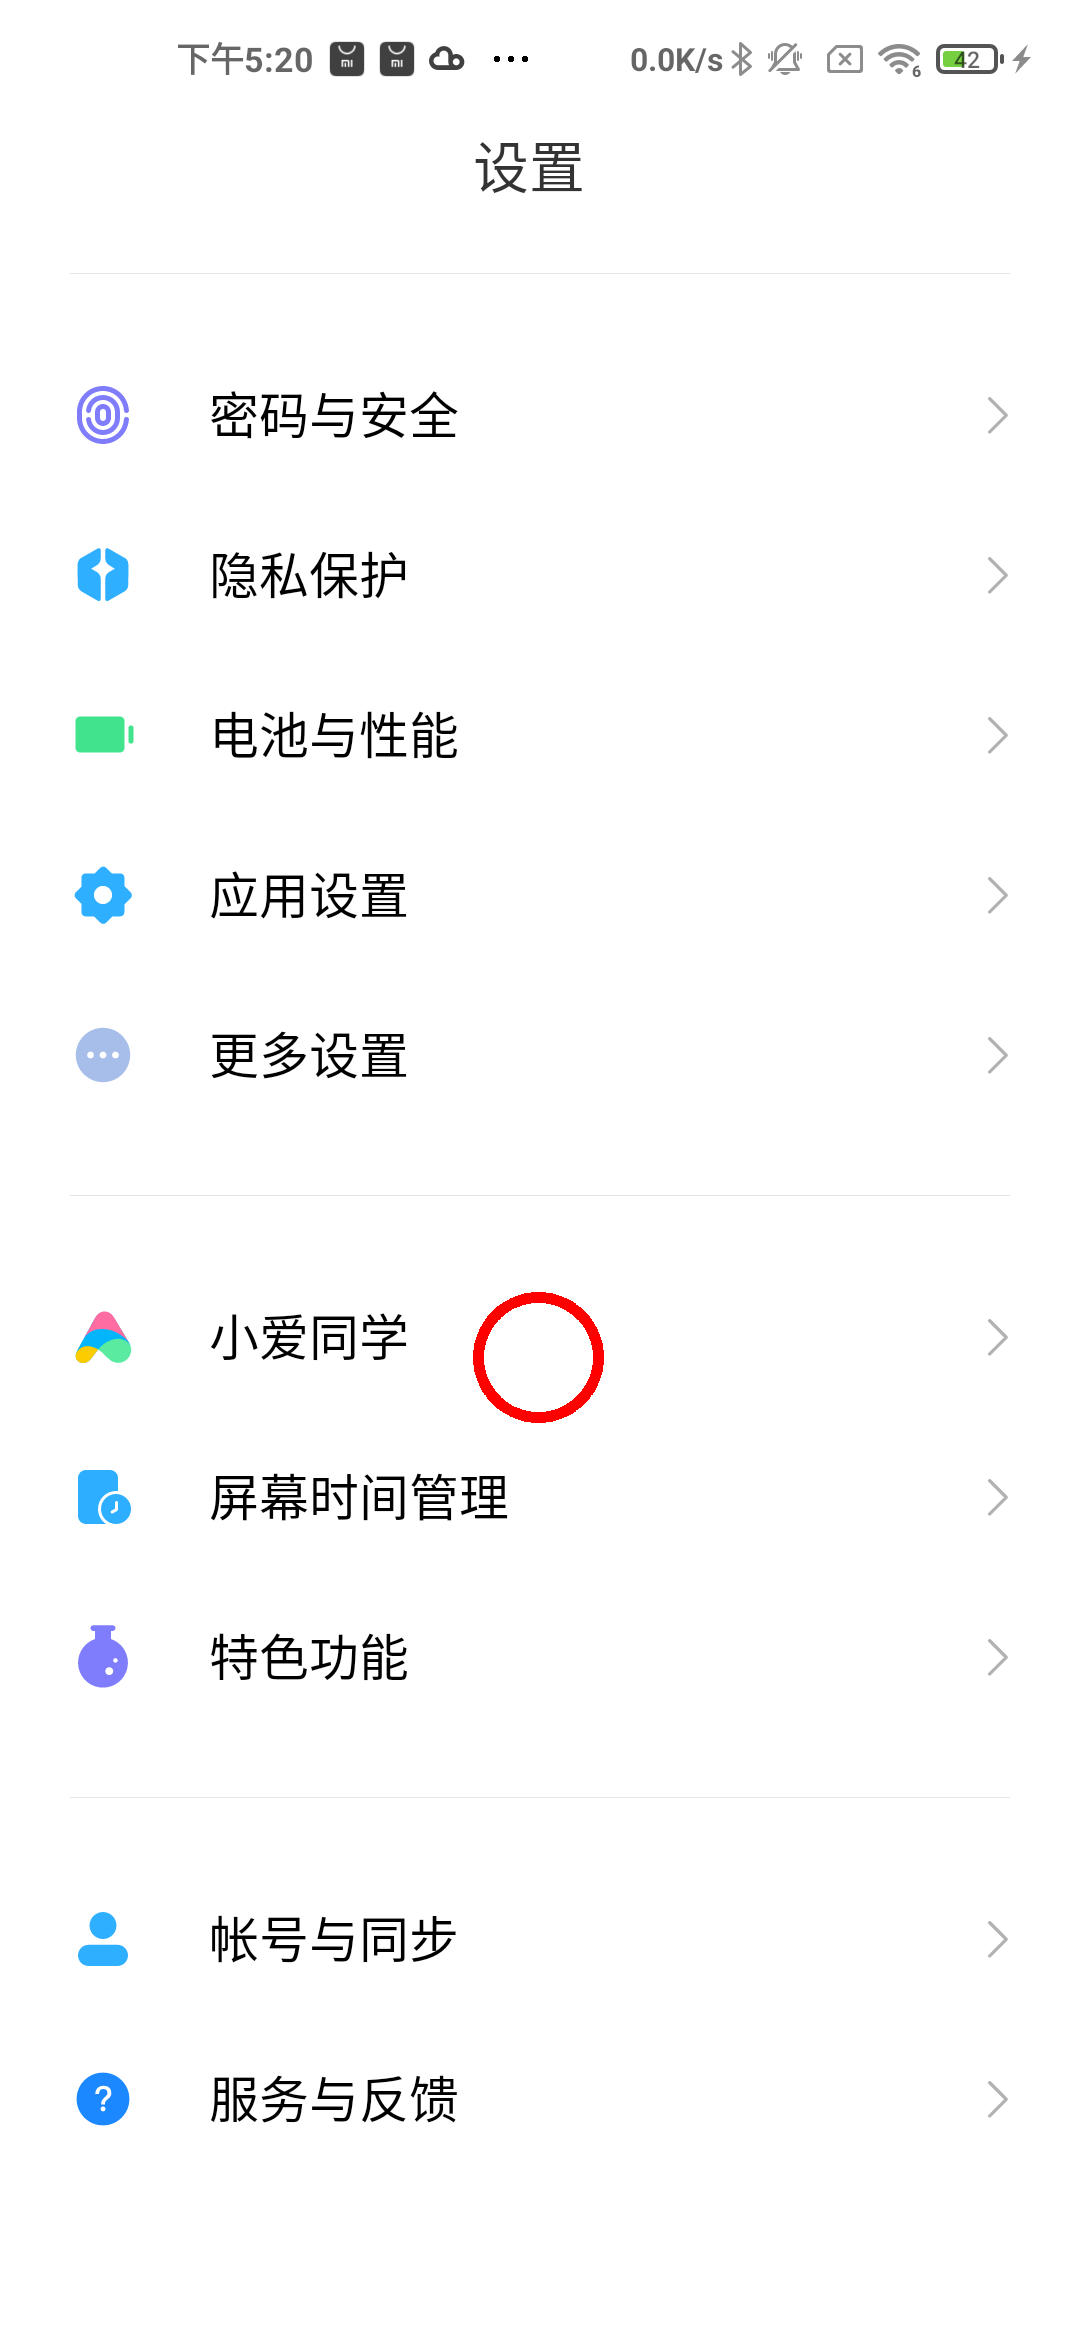 下午5:20 0.0K/s 6 42
设置
密码与安全
隐私保护
电池与性能
应用设置
更多设置
小爱同学
屏幕时间管理
特色功能
帐号与同步
服务与反馈